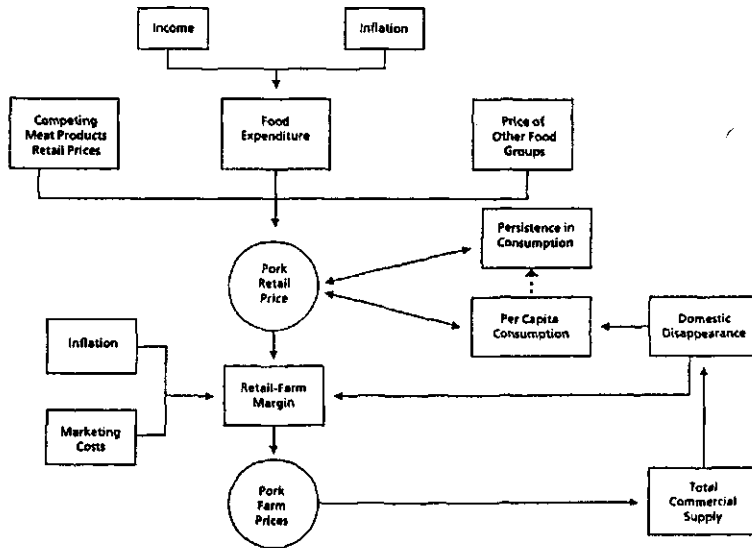 Income
Inflation
Competing
Meat Products
Retail Prices
Food
Expenditure
Price of
Other Food
Groups
Persistence in
Consumption
Pork
Retail
Price
Per Capita
Consumption
Domestic
Disappearance
Inflation
Retail-Farm
Margin
Marketing
Costs
Pork
Farm
Prices
Total
Commercial
Supply